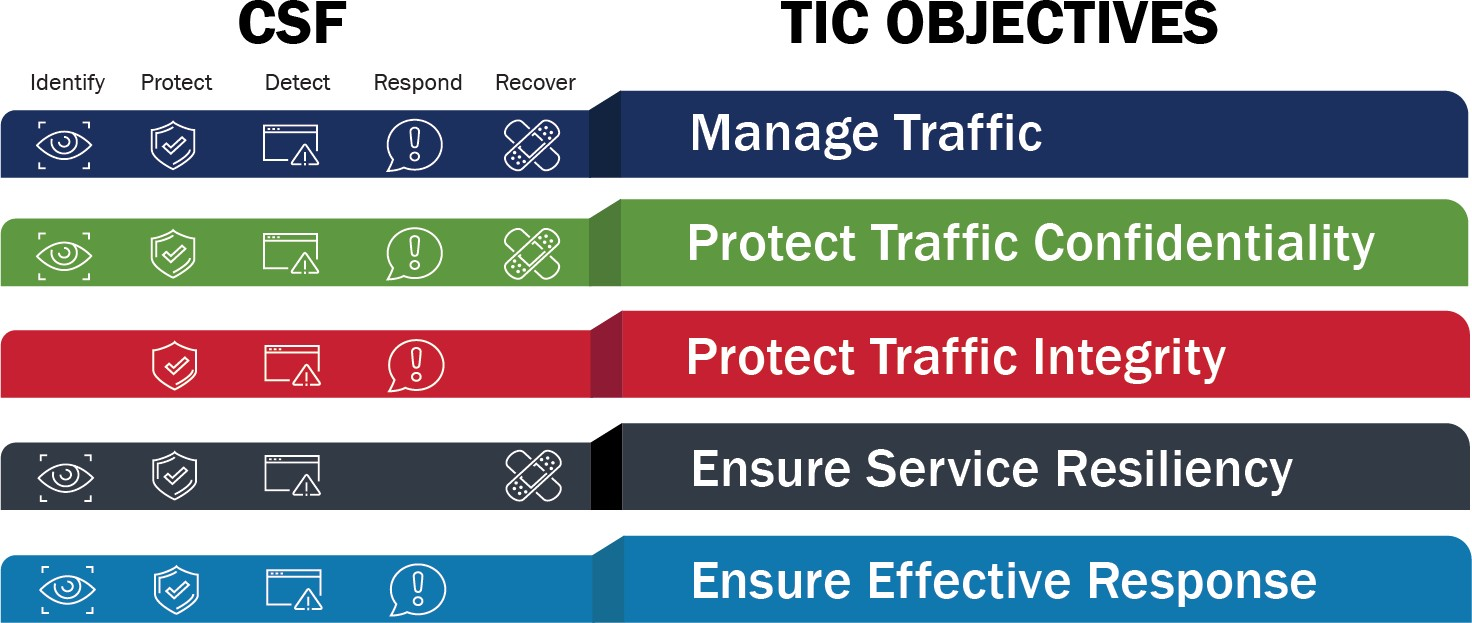 CSF
TIC OBJECTIVES
Identify Protect Detect Respond Recover
Manage Traffic
Protect Traffic Confidentiality
Protect Traffic Integrity
Ensure Service Resiliency
Ensure Effective Response